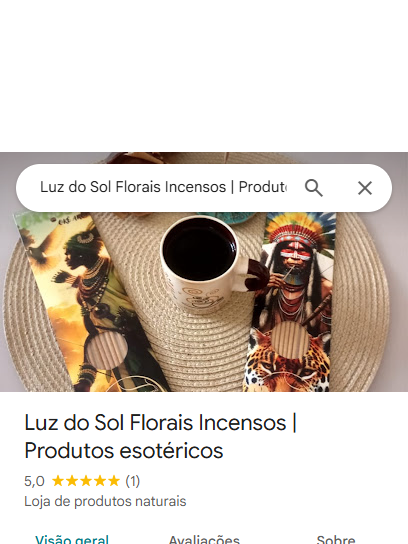 Luz do Sol Florais Incensos | Produt
Luz do Sol Florais Incensos |
Produtos esotéricos
5,0 ★★★★★ (1)
Loja de produtos naturais
Visão geral Avaliações Sobre